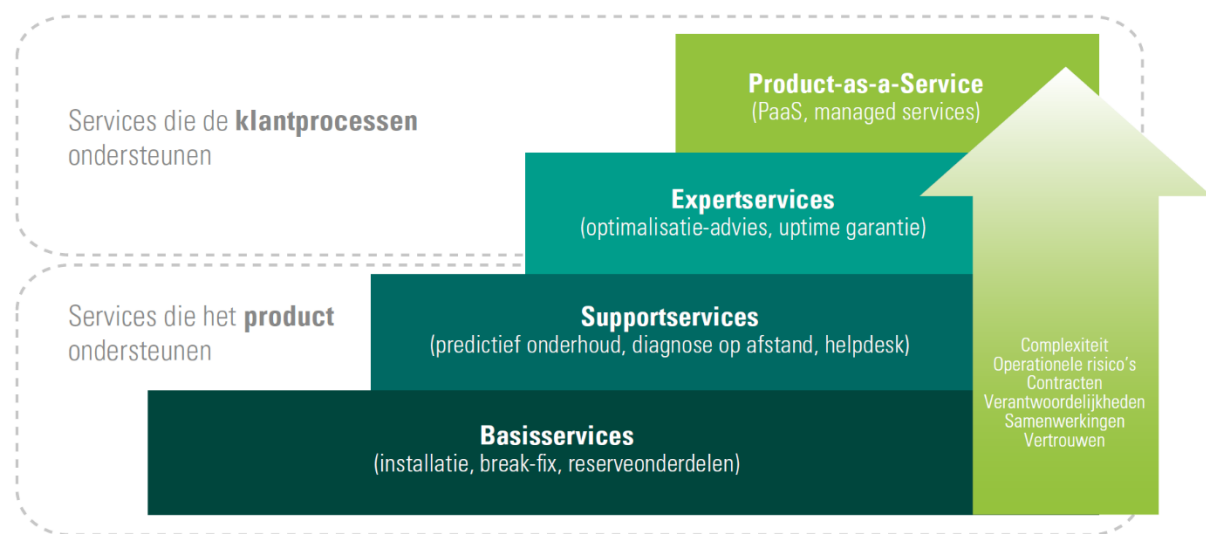 Product-as-a-Service
(PaaS, managed services)
Services die de klantprocessen
ondersteunen
Expertservices
(optimalisatie-advies, uptime garantie)
Services die het product
ondersteunen
Supportservices
(predictief onderhoud, diagnose op afstand, helpdesk)
Basisservices
(installatie, break-fix, reserveonderdelen)
Complexiteit
Operationele risico's
Contracten
Verantwoordelijkheden
Samenwerkingen
Vertrouwen